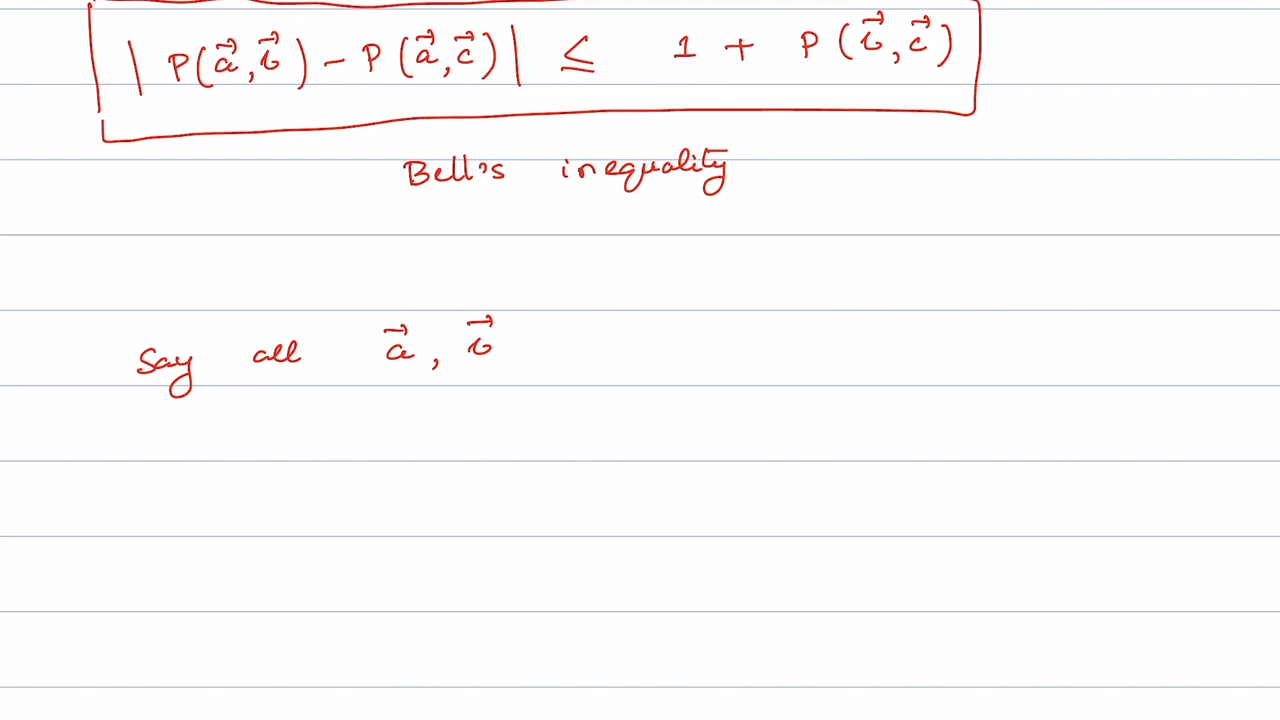 | P(a⃗, b⃗) – P(a⃗, c⃗) | ≤ 1 + P(b⃗, c⃗)
Bell's inequality
Say all a⃗, b⃗